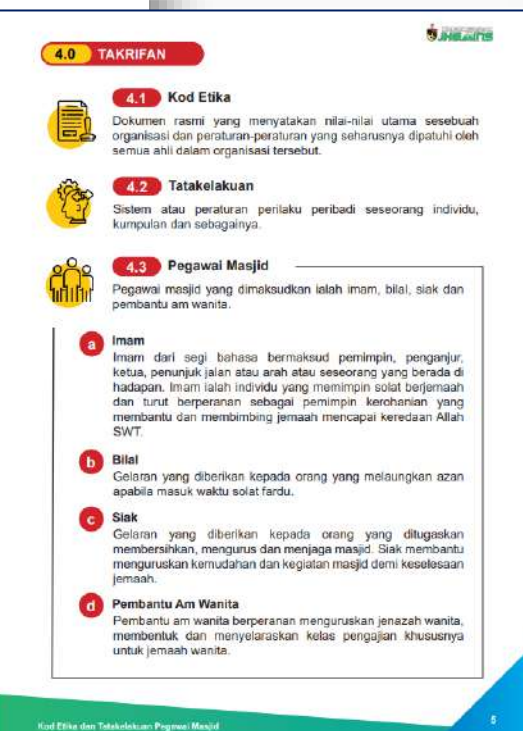 JHEAINS
4.0 TAKRIFAN
4.1 Kod Etika
Dokumen rasmi yang menyatakan nilai-nilai utama sesebuah
organisasi dan peraturan-peraturan yang seharusnya dipatuhi oleh
semua ahli dalam organisasi tersebut.
4.2 Tatakelakuan
Sistem atau peraturan perilaku peribadi seseorang individu,
kumpulan dan sebagainya.
4.3 Pegawai Masjid
Pegawai masjid yang dimaksudkan ialah imam, bilal, siak dan
pembantu am wanita.
a Imam
Imam dari segi bahasa bermaksud pemimpin, penganjur,
ketua, penunjuk jalan atau arah atau seseorang yang berada di
hadapan. Imam ialah individu yang memimpin solat berjemaah
dan turut berperanan sebagai pemimpin kerohanian yang
membantu dan membimbing jemaah mencapai keredaan Allah
SWT.
b Bilal
Gelaran yang diberikan kepada orang yang melaungkan azan
apabila masuk waktu solat fardu.
c Siak
Gelaran yang diberikan kepada orang yang ditugaskan
membersihkan, mengurus dan menjaga masjid. Siak membantu
menguruskan kemudahan dan kegiatan masjid demi keselesaan
jemaah.
d Pembantu Am Wanita
Pembantu am wanita berperanan menguruskan jenazah wanita,
membentuk dan menyelaraskan kelas pengajian khususnya
untuk jemaah wanita.
Kod Etika dan Tatakelakuan Pegawai Masjid
5